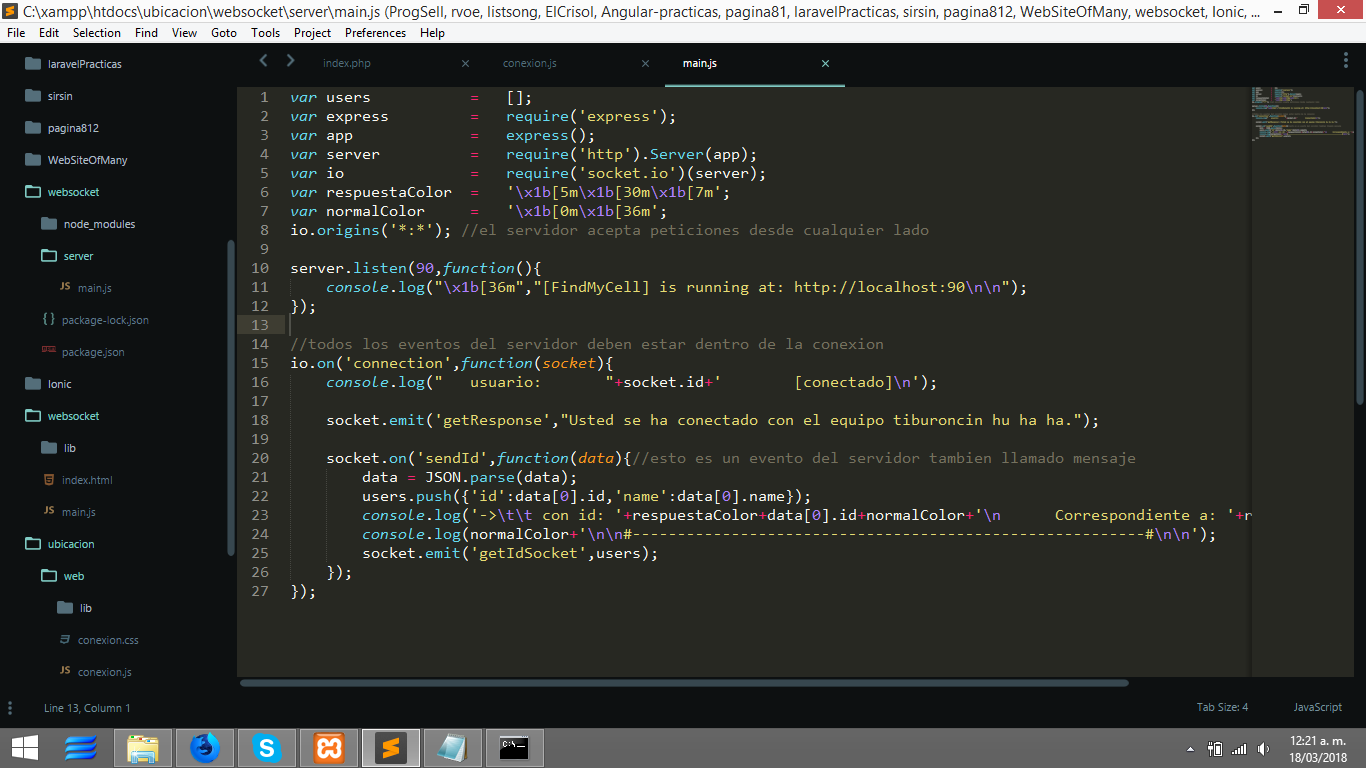 C:\xampp\htdocs\ubicacion\websocket\server\main.js (ProgSell, rvoe, listsong, ElCrisol, Angular-practicas, pagina81, laravelPracticas, sirsin, pagina812, WebSiteOfMany, websocket, Ionic, ...
File Edit Selection Find View Goto Tools Project Preferences Help
laravelPracticas
sirsin
pagina812
WebSiteOfMany
websocket
node_modules
server
JS main.js
package-lock.json
package.json
Ionic
websocket
lib
index.html
JS main.js
ubicacion
web
lib
conexion.css
JS conexion.js
index.php × conexion.js × main.js ×
1 var users = [];
2 var express = require('express');
3 var app = express();
4 var server = require('http').Server(app);
5 var io = require('socket.io')(server);
6 var respuestaColor = '\x1b[5m\x1b[30m\x1b[7m';
7 var normalColor = '\x1b[0m\x1b[36m';
8 io.origins('*:*'); //el servidor acepta peticiones desde cualquier lado
9
10 server.listen(90,function(){
11 console.log("\x1b[36m","[FindMyCell] is running at: http://localhost:90\n\n");
12 });
13
14 //todos los eventos del servidor deben estar dentro de la conexion
15 io.on('connection',function(socket){
16 console.log("   usuario:       "+socket.id+'        [conectado]\n');
17
18 socket.emit('getResponse',"Usted se ha conectado con el equipo tiburoncin hu ha ha.");
19
20 socket.on('sendId',function(data){//esto es un evento del servidor tambien llamado mensaje
21 data = JSON.parse(data);
22 users.push({'id':data[0].id,'name':data[0].name});
23 console.log('->\t\t con id: '+respuestaColor+data[0].id+normalColor+'\n      Correspondiente a: '+r
24 console.log(normalColor+'\n\n#---------------------------------------------------------#\n\n');
25 socket.emit('getIdSocket',users);
26 });
27 });
Line 13, Column 1
Tab Size: 4
JavaScript
12:21 a. m.
18/03/2018